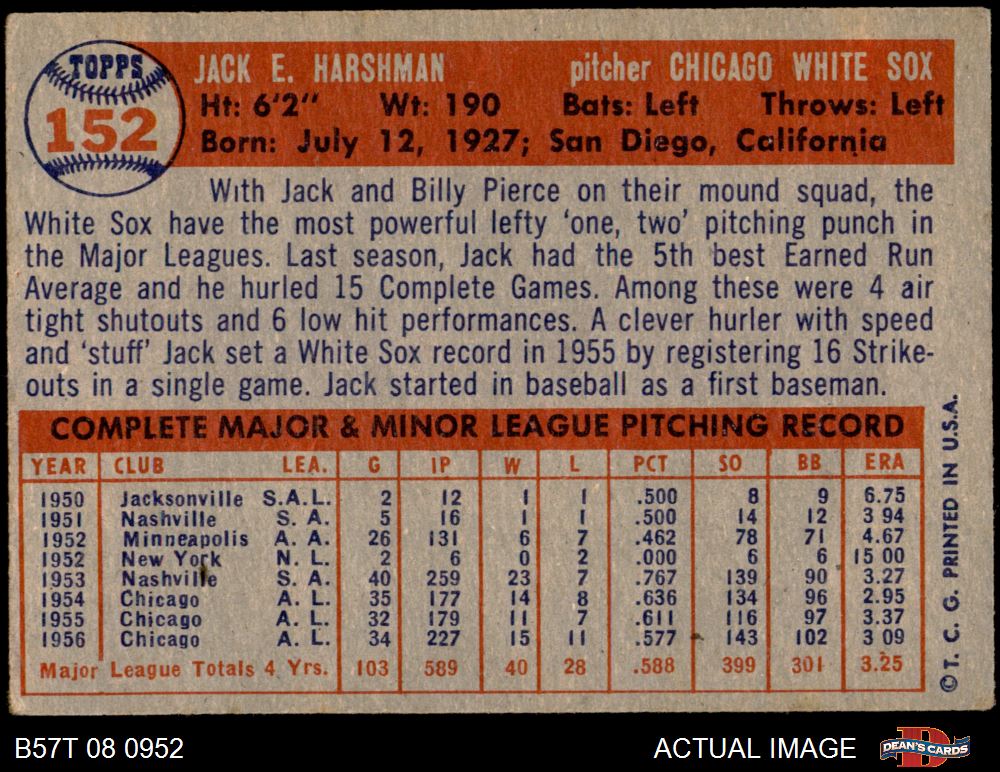 TOPPS
152
JACK E. HARSHMAN pitcher CHICAGO WHITE SOX
Ht: 6'2" Wt: 190 Bats: Left Throws: Left
Born: July 12, 1927; San Diego, California
With Jack and Billy Pierce on their mound squad, the
White Sox have the most powerful lefty 'one, two' pitching punch in
the Major Leagues. Last season, Jack had the 5th best Earned Run
Average and he hurled 15 Complete Games. Among these were 4 air
tight shutouts and 6 low hit performances. A clever hurler with speed
and 'stuff' Jack set a White Sox record in 1955 by registering 16 Strike-
outs in a single game. Jack started in baseball as a first baseman.
COMPLETE MAJOR & MINOR LEAGUE PITCHING RECORD
YEAR CLUB LEA. G IP W L PCT SO BB ERA
1950 Jacksonville S.A.L. 2 12 1 1 .500 8 9 6.75
1951 Nashville S. A. 5 16 1 1 .500 14 12 3 94
1952 Minneapolis A. A. 26 131 6 7 .462 78 71 4.67
1952 New York N. L. 2 6 0 2 .000 6 6 15 00
1953 Nashville S. A. 40 259 23 7 .767 139 90 3.27
1954 Chicago A. L. 35 177 14 8 .636 134 96 2.95
1955 Chicago A. L. 32 179 11 7 .611 116 97 3.37
1956 Chicago A. L. 34 227 15 11 .577 143 102 3 09
Major League Totals 4 Yrs. 103 589 40 28 .588 399 301 3.25
©T. C. G. PRINTED IN U.S.A.
B57T 08 0952 ACTUAL IMAGE DEAN'S CARDS